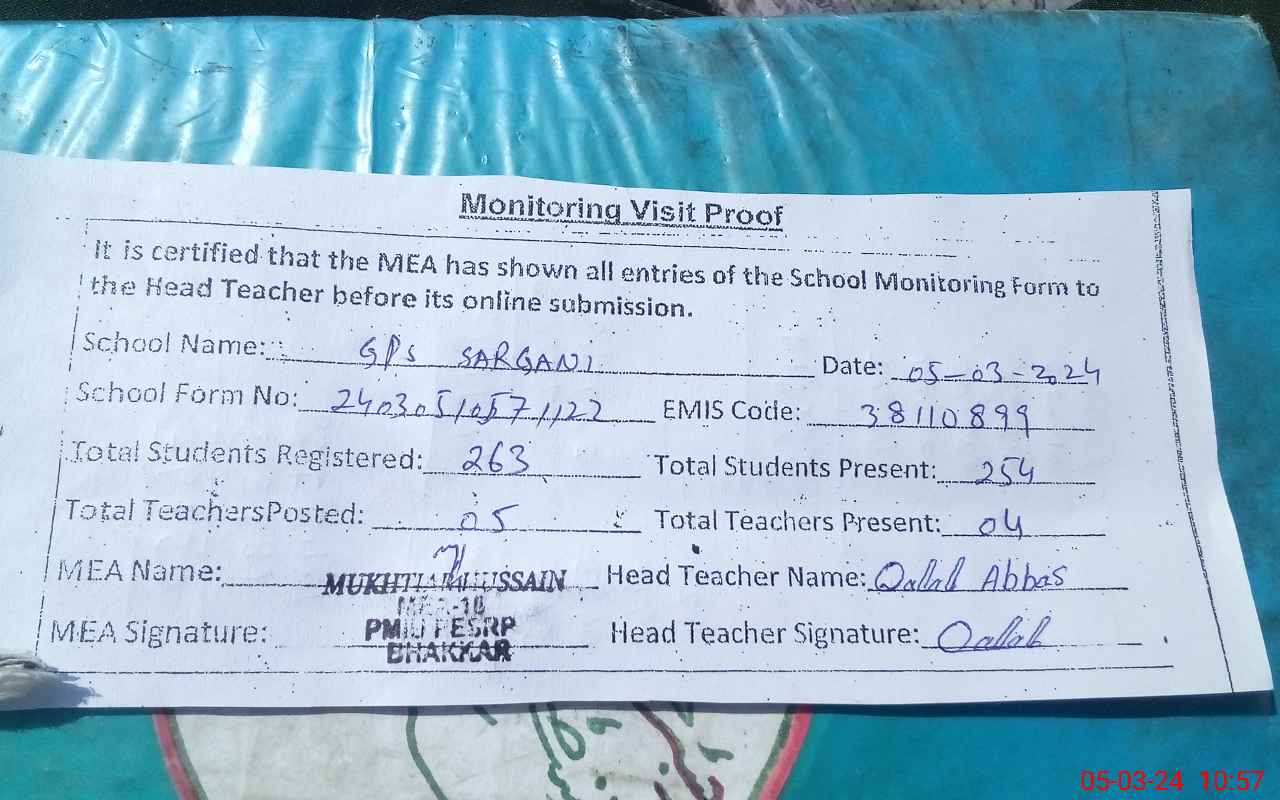 Monitoring Visit Proof
It is certified that the MEA has shown all entries of the School Monitoring Form to
the Head Teacher before its online submission.
School Name: GPS SARGANI Date: 05-03-2024
School Form No: 24030510571122 EMIS Code: 38110899
Total Students Registered: 263 Total Students Present: 254
Total TeachersPosted: 05 Total Teachers Present: 04
MEA Name: MUKHTIAR HUSSAIN Head Teacher Name: Qallab Abbas
MEA-18
MEA Signature: PMIU PESRP Head Teacher Signature: Qallab
BHAKKAR
05-03-24 10:57